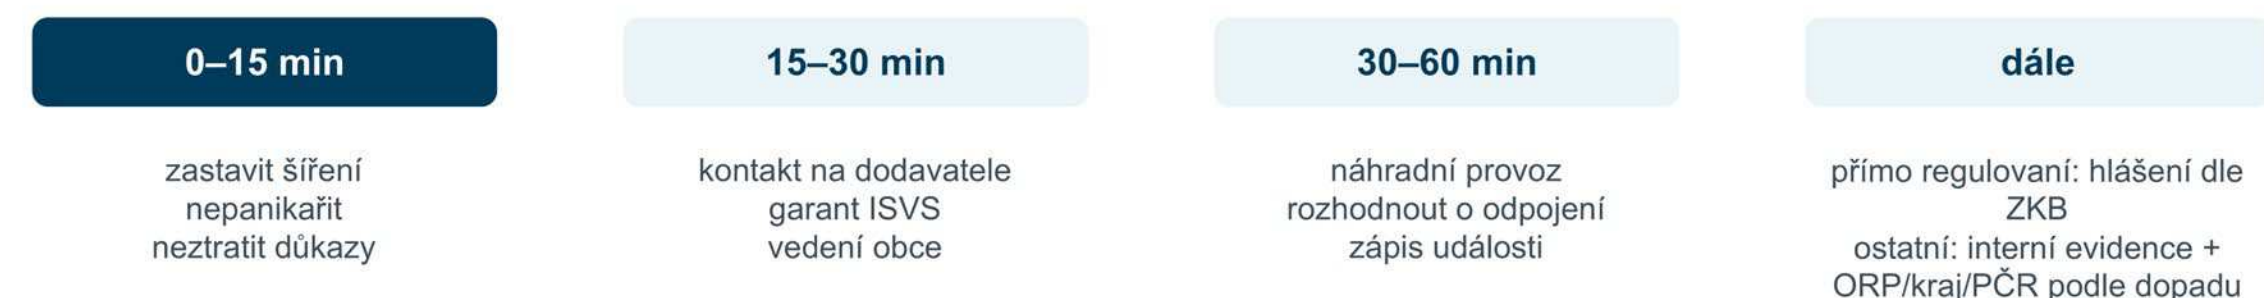 0–15 min
zastavit šíření
nepanikařit
neztratit důkazy
15–30 min
kontakt na dodavatele
garant ISVS
vedení obce
30–60 min
náhradní provoz
rozhodnout o odpojení
zápis události
dále
přímo regulovaní: hlášení dle
ZKB
ostatní: interní evidence +
ORP/kraj/PČR podle dopadu